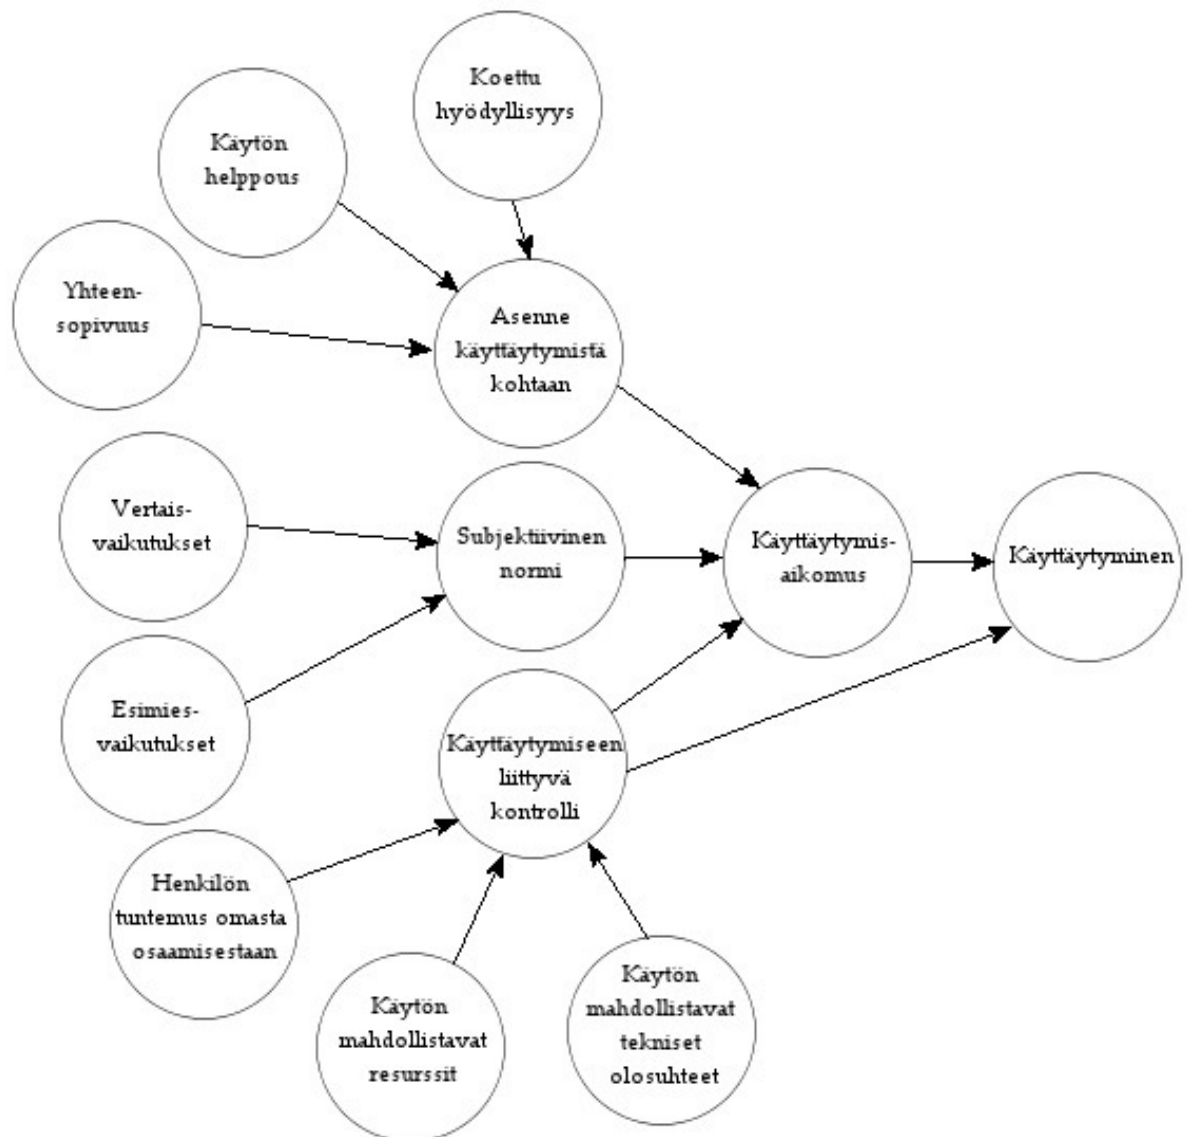 Koettu
hyödyllisyys
Käytön
helppous
Yhteen-
sopivuus
Asenne
käyttäytymistä
kohtaan
Vertais-
vaikutukset
Subjektiivinen
normi
Käyttäytymis-
aikomus
Käyttäytyminen
Esimies-
vaikutukset
Käyttäytymiseen
liittyvä
kontrolli
Henkilön
tuntemus omasta
osaamisestaan
Käytön
mahdollistavat
resurssit
Käytön
mahdollistavat
tekniset
olosuhteet